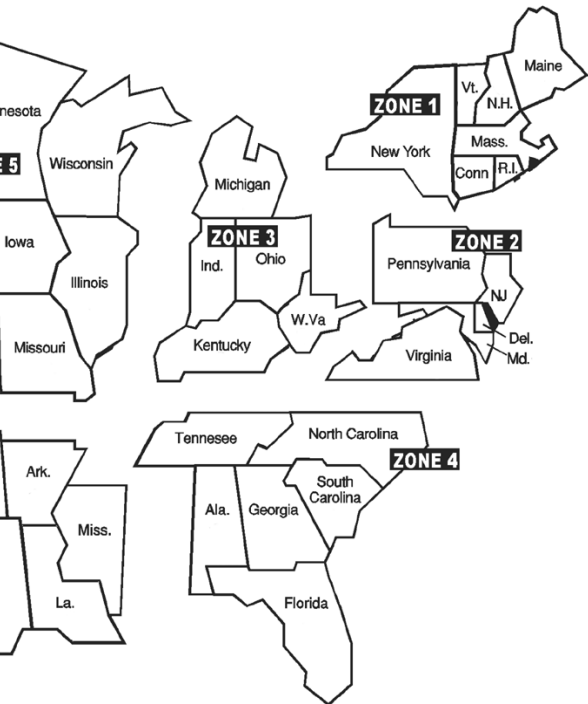 Maine
Vt.
N.H.
ZONE 1
nesota
Mass.
New York
Wisconsin
E 5
Conn
R.I.
Michigan
ZONE 3
ZONE 2
Iowa
Ind.
Ohio
Pennsylvania
Illinois
NJ
W.Va
Missouri
Kentucky
Virginia
Del.
Md.
Tennesee
North Carolina
ZONE 4
Ark.
South
Carolina
Ala.
Georgia
Miss.
La.
Florida